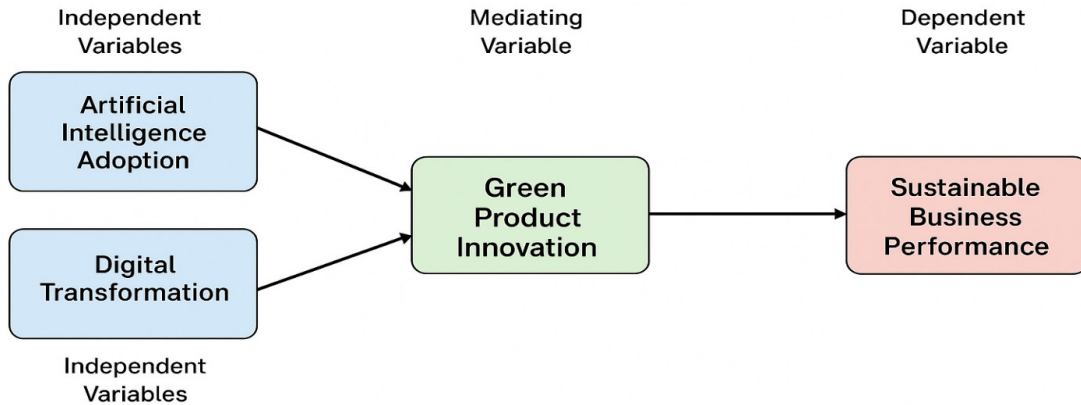 Independent
Variables
Mediating
Variable
Dependent
Variable
Artificial
Intelligence
Adoption
Digital
Transformation
Green
Product
Innovation
Sustainable
Business
Performance
Independent
Variables